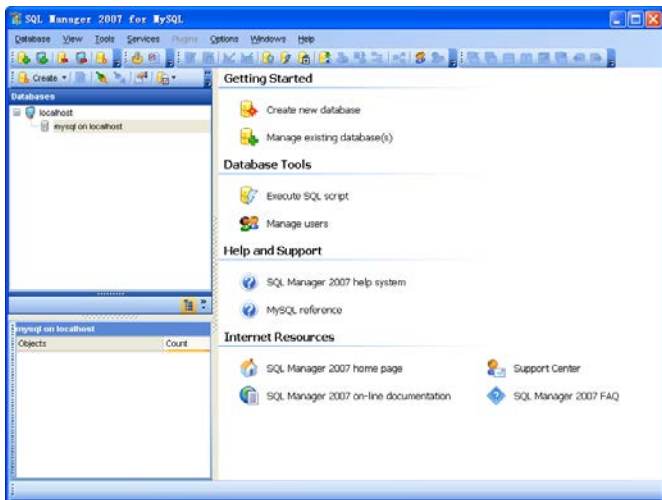 SQL Manager 2007 for MySQL
Database View Tools Services Plugins Options Windows Help
Create
Databases
localhost
mysql on localhost
mysql on localhost
Objects Count
Getting Started
Create new database
Manage existing database(s)
Database Tools
Execute SQL script
Manage users
Help and Support
SQL Manager 2007 help system
MySQL reference
Internet Resources
SQL Manager 2007 home page Support Center
SQL Manager 2007 on-line documentation SQL Manager 2007 FAQ